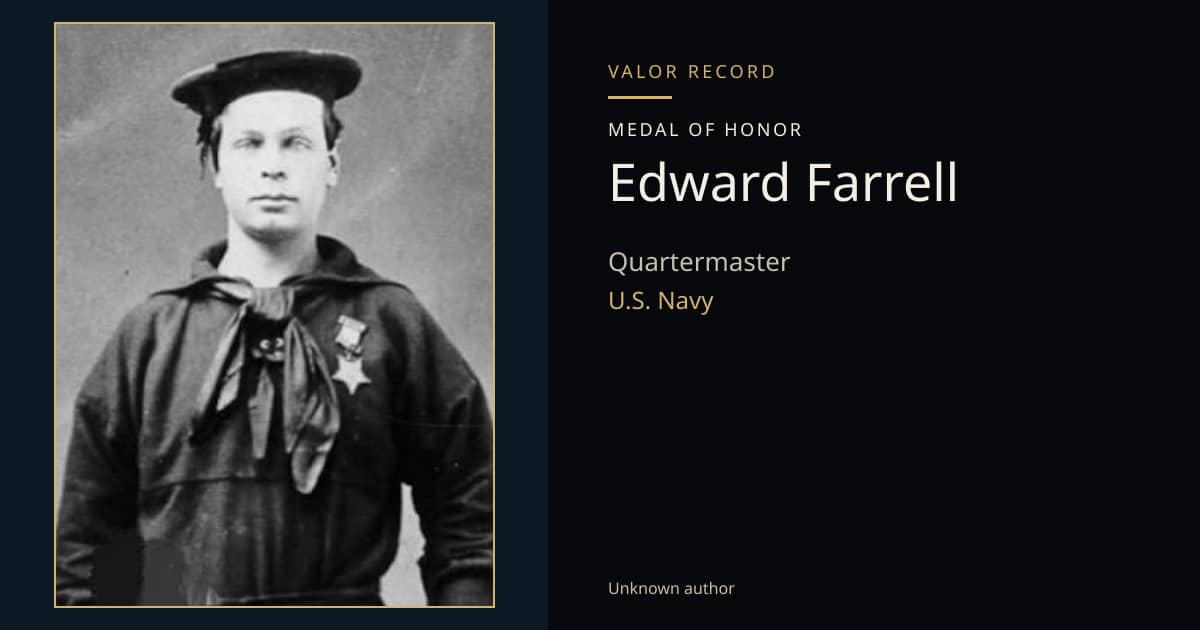 VALOR RECORD
MEDAL OF HONOR
Edward Farrell
Quartermaster
U.S. Navy
Unknown author